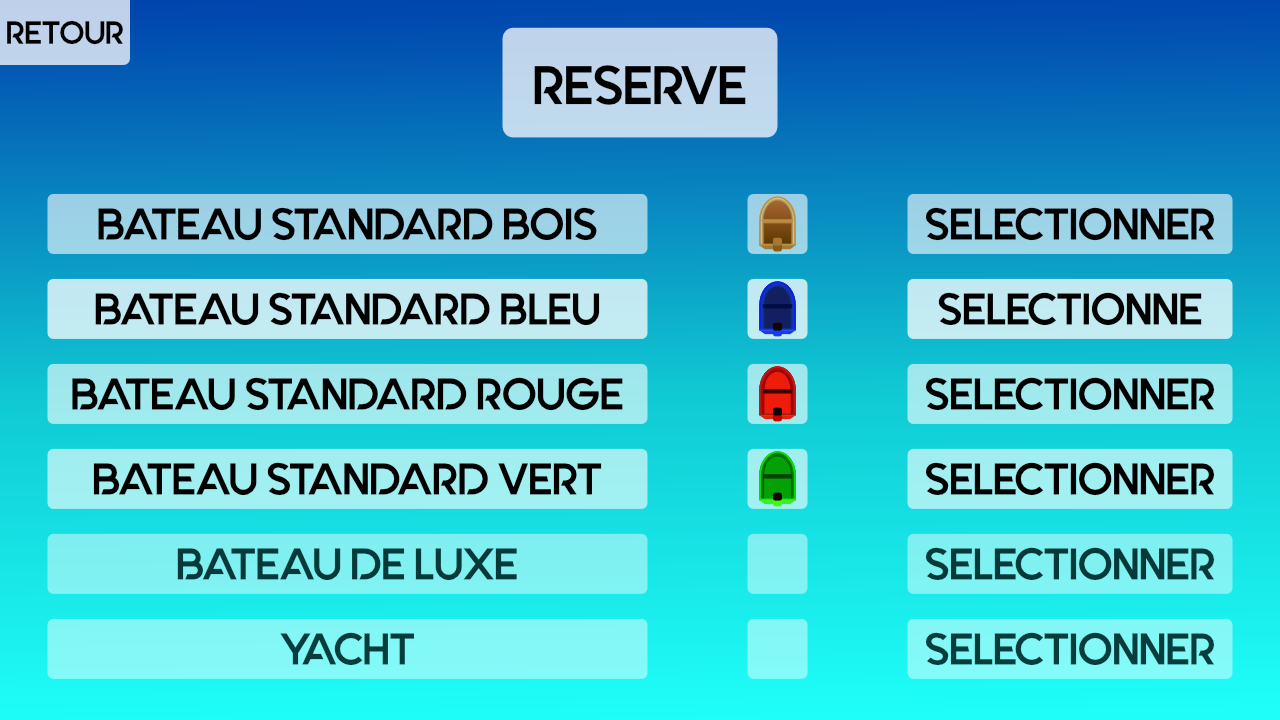 RETOUR
RESERVE
BATEAU STANDARD BOIS SELECTIONNER
BATEAU STANDARD BLEU SELECTIONNE
BATEAU STANDARD ROUGE SELECTIONNER
BATEAU STANDARD VERT SELECTIONNER
BATEAU DE LUXE SELECTIONNER
YACHT SELECTIONNER